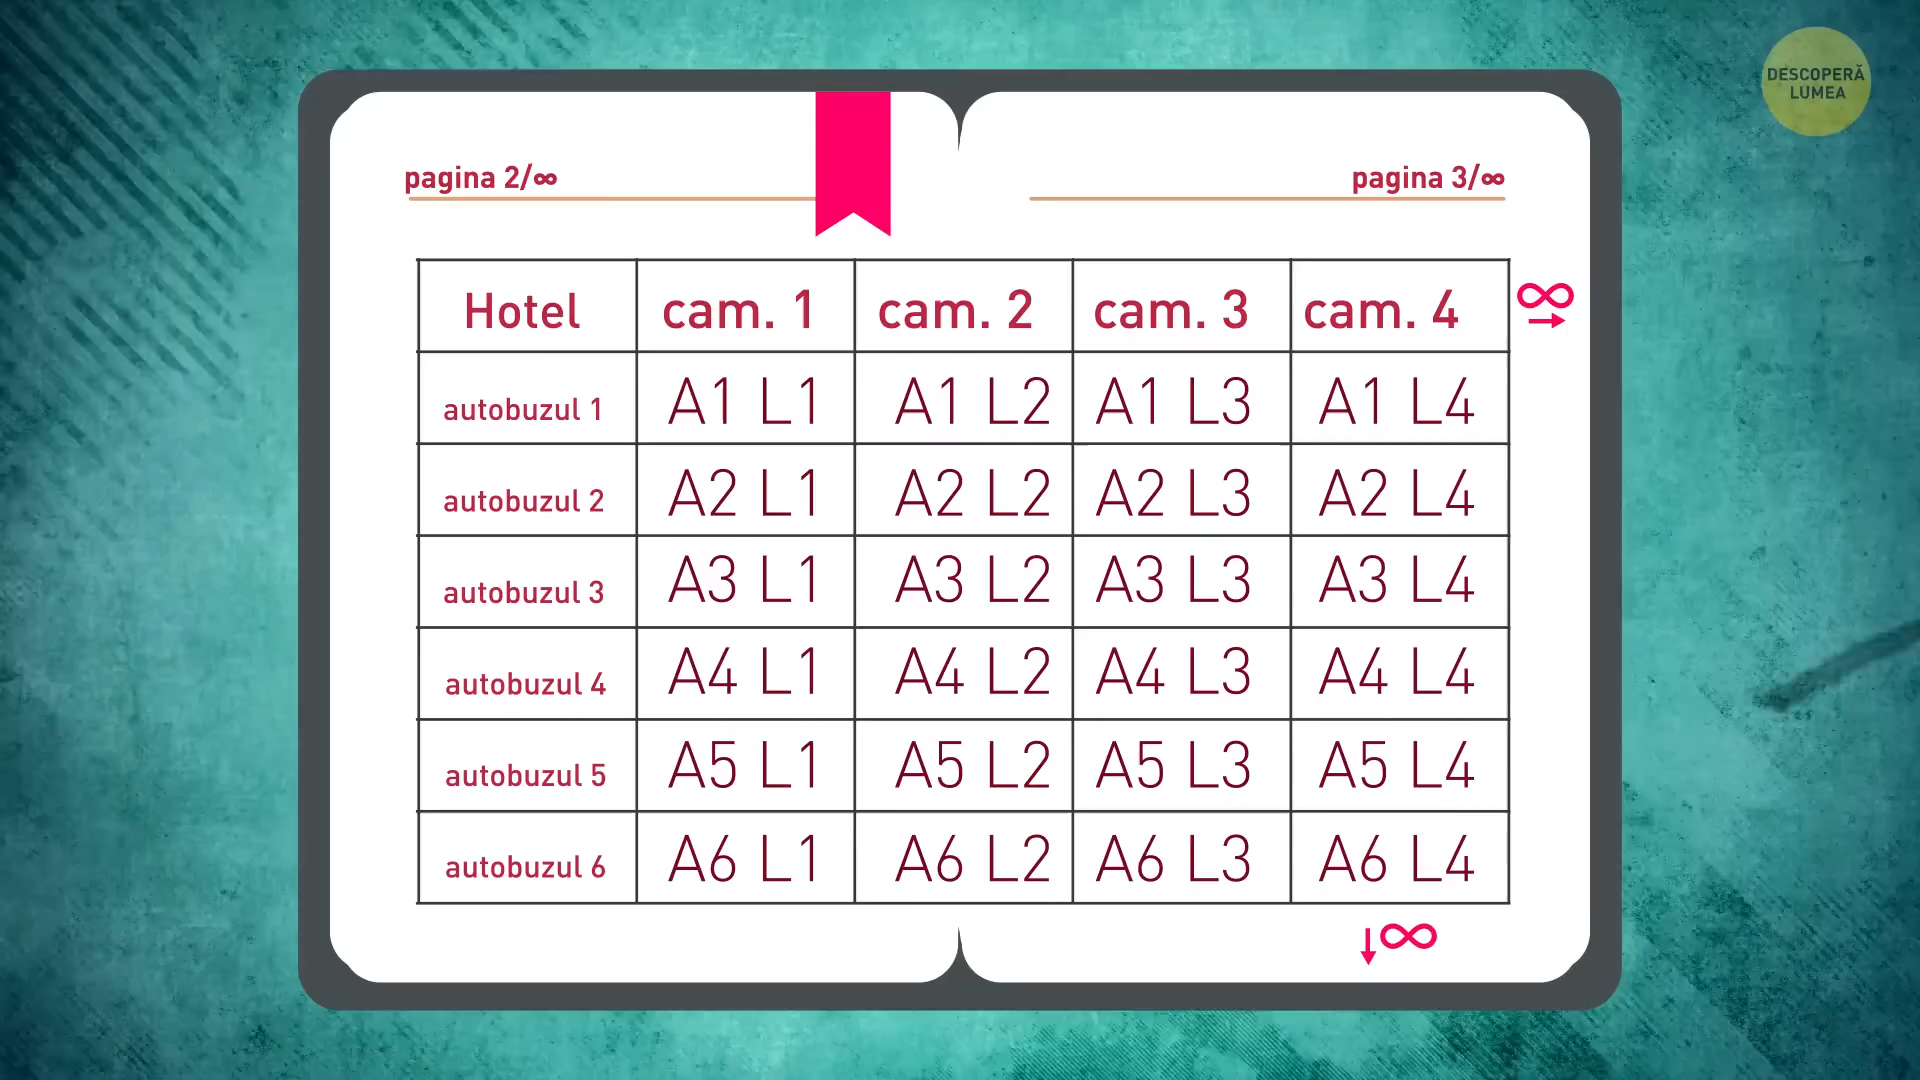 DESCOPERĂ
LUMEA
pagina 2/∞
pagina 3/∞
Hotel cam. 1 cam. 2 cam. 3 cam. 4 ∞→
autobuzul 1 A1 L1 A1 L2 A1 L3 A1 L4
autobuzul 2 A2 L1 A2 L2 A2 L3 A2 L4
autobuzul 3 A3 L1 A3 L2 A3 L3 A3 L4
autobuzul 4 A4 L1 A4 L2 A4 L3 A4 L4
autobuzul 5 A5 L1 A5 L2 A5 L3 A5 L4
autobuzul 6 A6 L1 A6 L2 A6 L3 A6 L4
↓∞